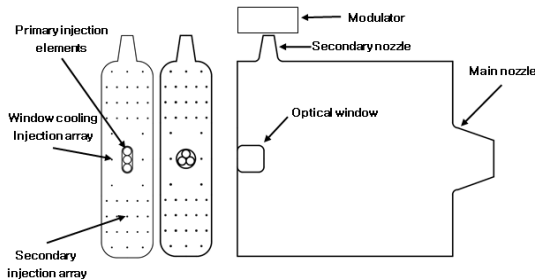 Primary injection
elements
Window cooling
Injection array
Secondary
injection array
Modulator
Secondary nozzle
Main nozzle
Optical window